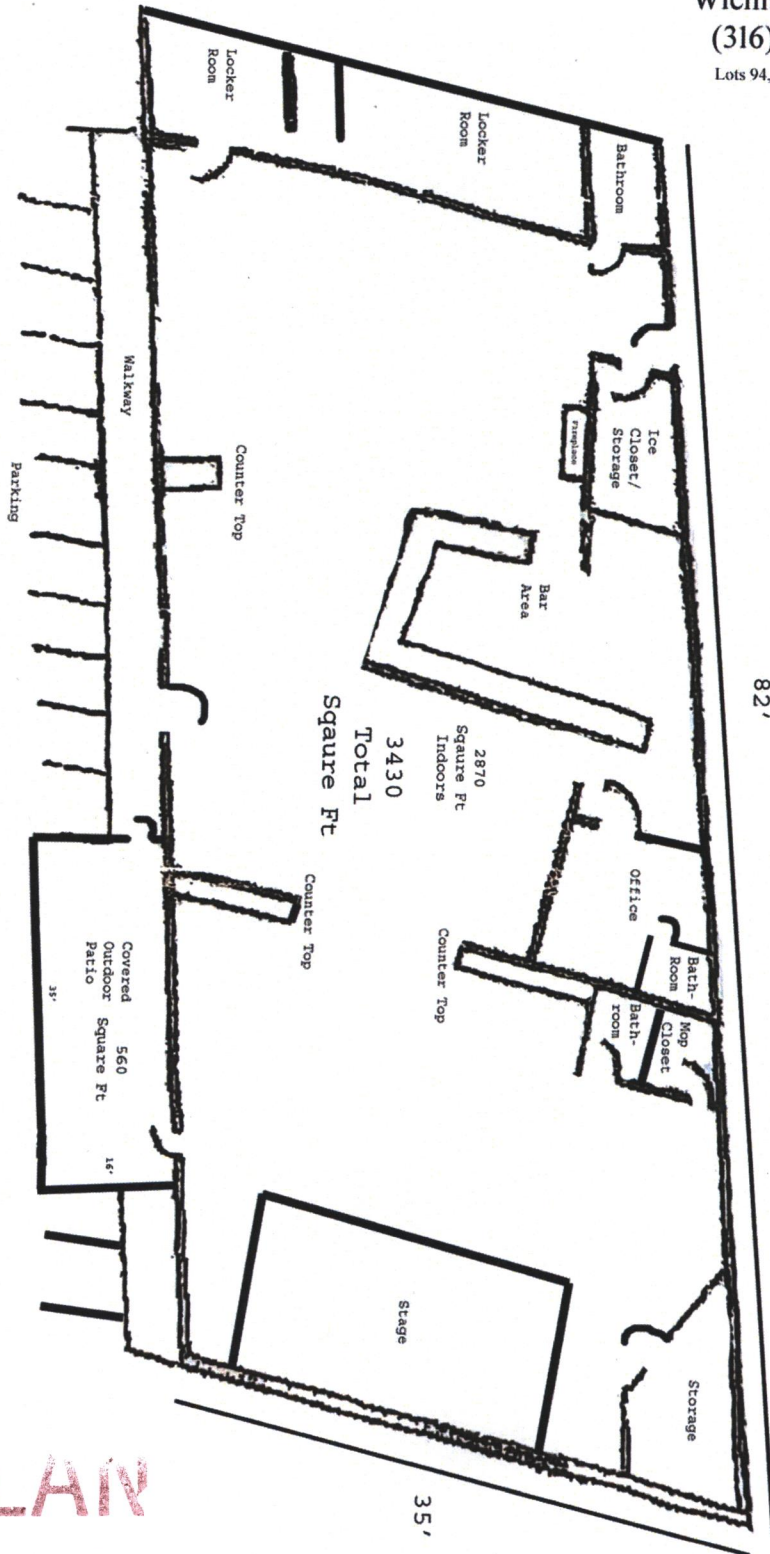 Wichi
(316)
Lots 94,
Locker
Room
Locker
Room
Bathroom
Walkway
Parking
Counter Top
Fireplace
Ice
Closet/
Storage
Bar
Area
82'
2870
Sqaure Ft
Indoors
3430
Total
Sqaure Ft
Office
Bath-
Room
Mop
Closet
Bath-
room
Counter Top
Counter Top
Covered 560
Outdoor Square Ft
Patio
35'
16'
Stage
Storage
35'
LAN